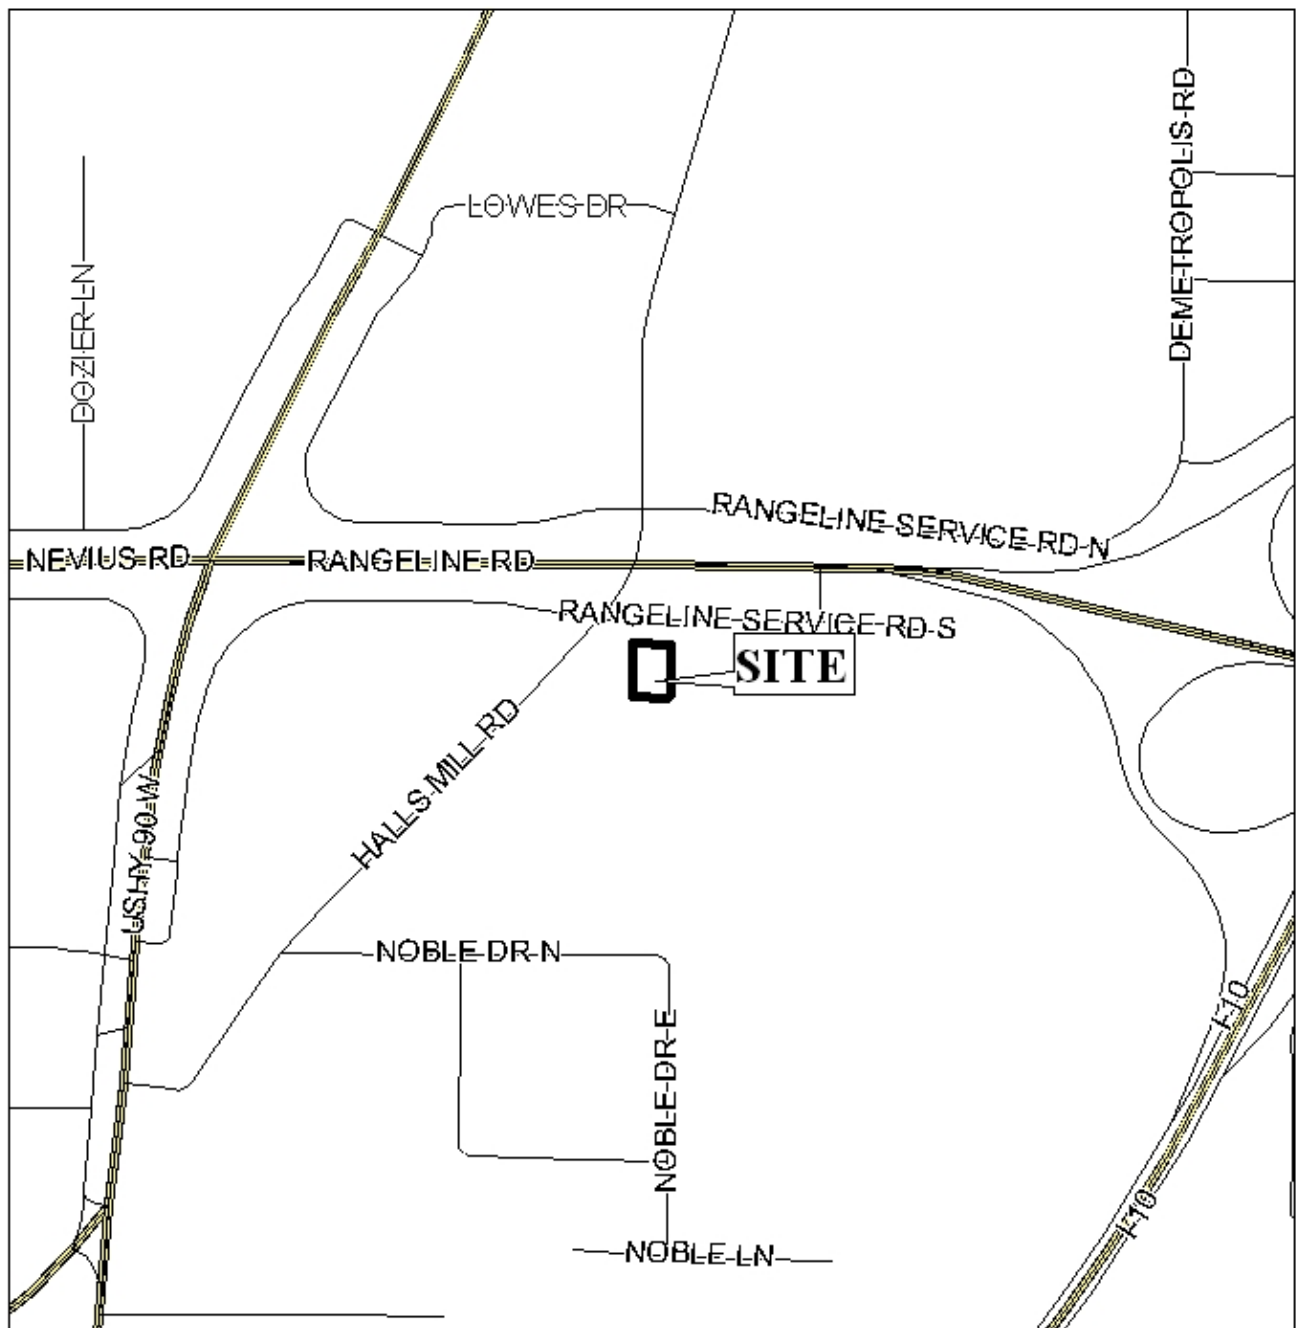 DEMETROPOLIS RD
LOWES DR
DOZIER LN
RANGELINE SERVICE RD N
NEVIUS RD
RANGELINE RD
RANGELINE SERVICE RD S
SITE
HALLS MILL RD
US HY 90 W
NOBLE DR N
I-10
NOBLE DR E
I-10
NOBLE LN